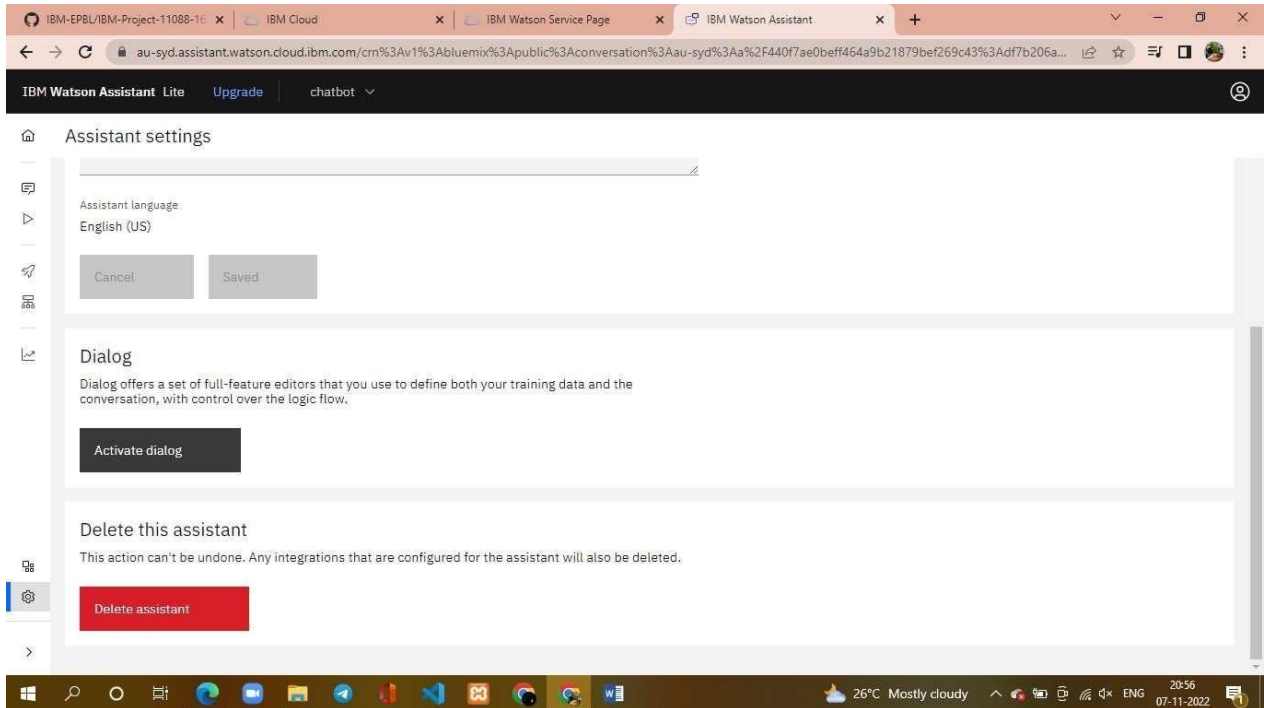 IBM-EPBL/IBM-Project-11088-16
IBM Cloud
IBM Watson Service Page
IBM Watson Assistant
au-syd.assistant.watson.cloud.ibm.com/crn%3Av1%3Abluemix%3Apublic%3Aconversation%3Aau-syd%3Aa%2F440f7ae0beff464a9b21879bef269c43%3Adf7b206a...
IBM Watson Assistant Lite Upgrade chatbot
Assistant settings
Assistant language
English (US)
Cancel Saved
Dialog
Dialog offers a set of full-feature editors that you use to define both your training data and the
conversation, with control over the logic flow.
Activate dialog
Delete this assistant
This action can't be undone. Any integrations that are configured for the assistant will also be deleted.
Delete assistant
26°C Mostly cloudy ENG
20:56
07-11-2022